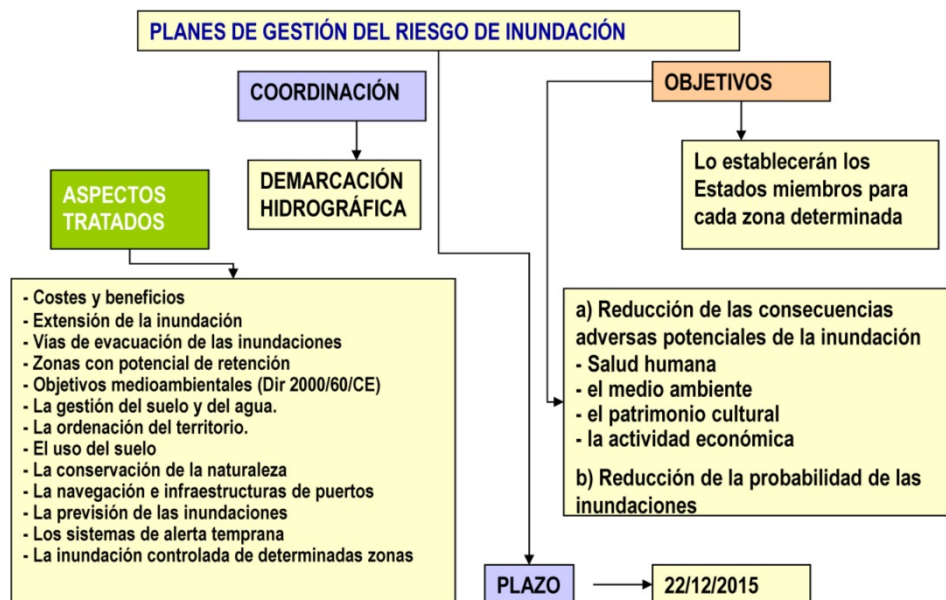 PLANES DE GESTIÓN DEL RIESGO DE INUNDACIÓN
COORDINACIÓN
OBJETIVOS
DEMARCACIÓN
HIDROGRÁFICA
Lo establecerán los
Estados miembros para
cada zona determinada
ASPECTOS
TRATADOS
- Costes y beneficios
- Extensión de la inundación
- Vías de evacuación de las inundaciones
- Zonas con potencial de retención
- Objetivos medioambientales (Dir 2000/60/CE)
- La gestión del suelo y del agua.
- La ordenación del territorio.
- El uso del suelo
- La conservación de la naturaleza
- La navegación e infraestructuras de puertos
- La previsión de las inundaciones
- Los sistemas de alerta temprana
- La inundación controlada de determinadas zonas
a) Reducción de las consecuencias
adversas potenciales de la inundación
- Salud humana
- el medio ambiente
- el patrimonio cultural
- la actividad económica
b) Reducción de la probabilidad de las
inundaciones
PLAZO
22/12/2015